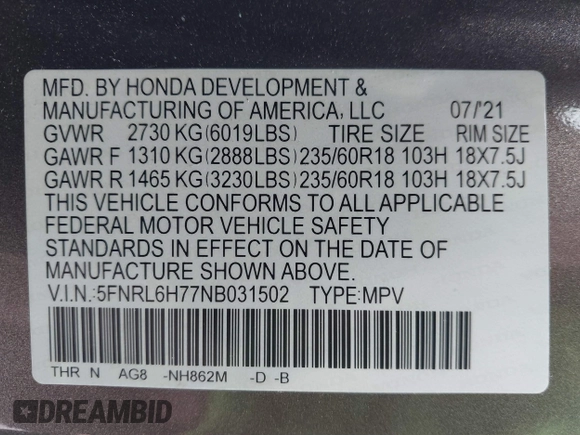 MFD. BY HONDA DEVELOPMENT &
MANUFACTURING OF AMERICA, LLC 07/'21
GVWR 2730 KG (6019LBS) TIRE SIZE RIM SIZE
GAWR F 1310 KG (2888LBS) 235/60R18 103H 18X7.5J
GAWR R 1465 KG (3230LBS) 235/60R18 103H 18X7.5J
THIS VEHICLE CONFORMS TO ALL APPLICABLE
FEDERAL MOTOR VEHICLE SAFETY
STANDARDS IN EFFECT ON THE DATE OF
MANUFACTURE SHOWN ABOVE.
V.I.N.:5FNRL6H77NB031502 TYPE:MPV
THR N AG8 -NH862M -D -B
DREAMBID